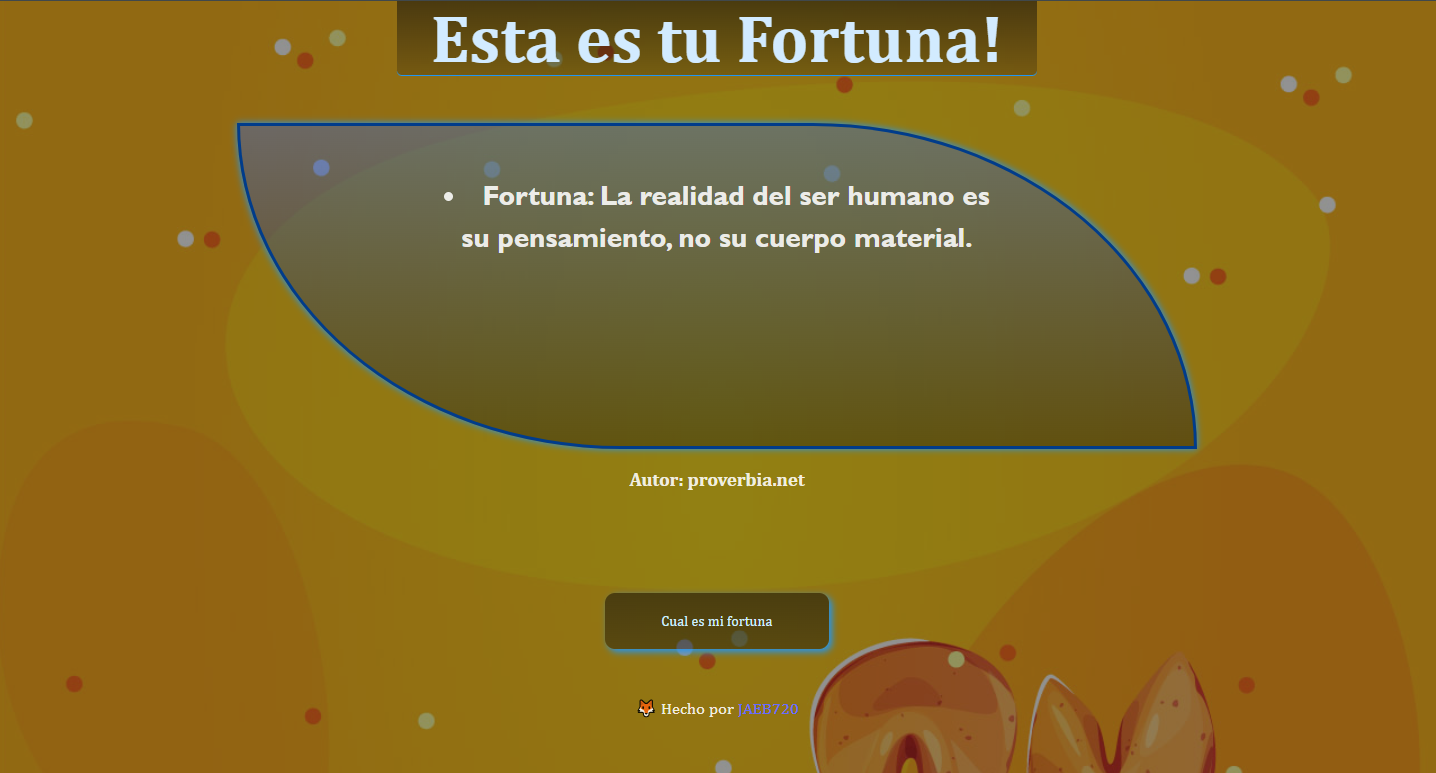 Esta es tu Fortuna!
• Fortuna: La realidad del ser humano es
su pensamiento, no su cuerpo material.
Autor: proverbia.net
Cual es mi fortuna
🦊 Hecho por JAEB720